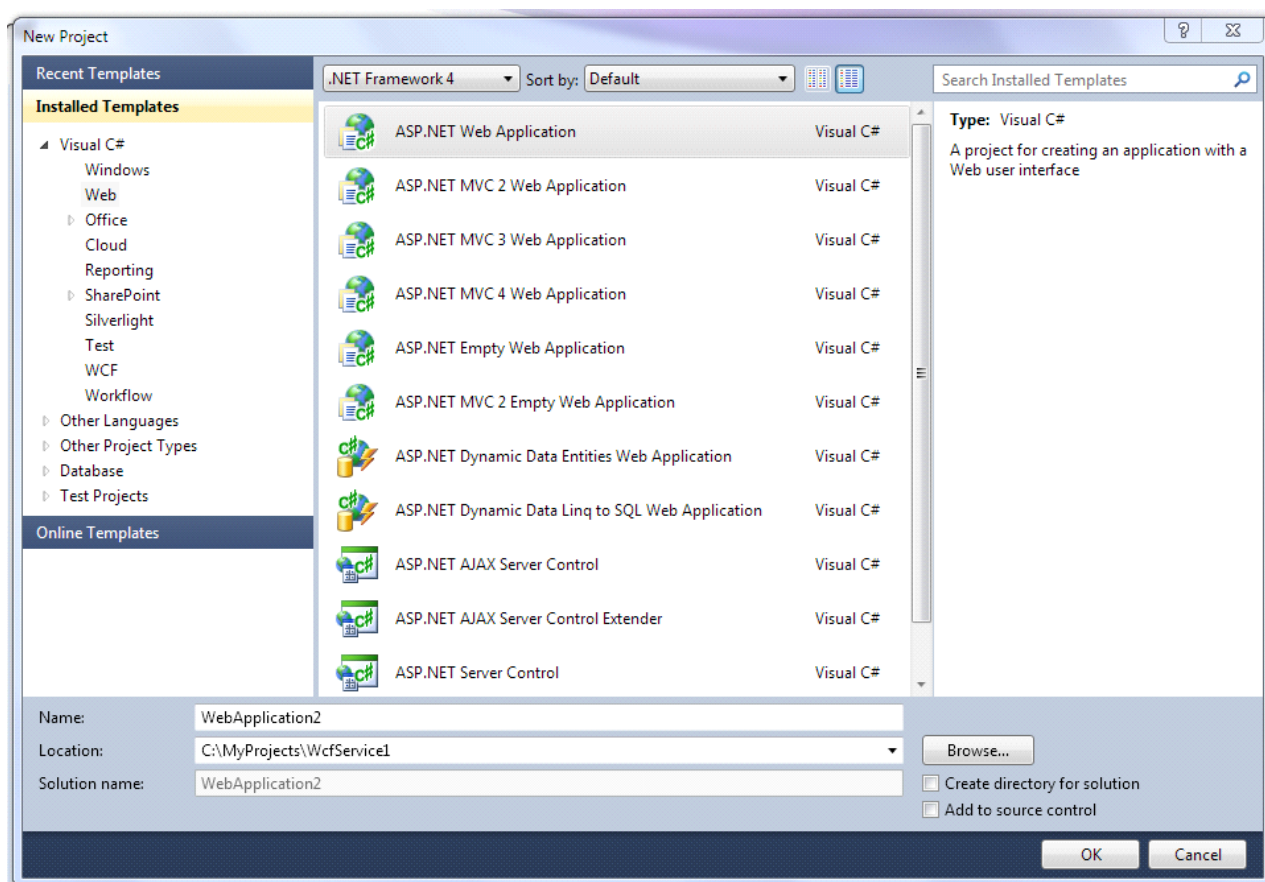 New Project
Recent Templates
Installed Templates
Visual C#
Windows
Web
Office
Cloud
Reporting
SharePoint
Silverlight
Test
WCF
Workflow
Other Languages
Other Project Types
Database
Test Projects
Online Templates
.NET Framework 4 Sort by: Default
ASP.NET Web Application Visual C#
ASP.NET MVC 2 Web Application Visual C#
ASP.NET MVC 3 Web Application Visual C#
ASP.NET MVC 4 Web Application Visual C#
ASP.NET Empty Web Application Visual C#
ASP.NET MVC 2 Empty Web Application Visual C#
ASP.NET Dynamic Data Entities Web Application Visual C#
ASP.NET Dynamic Data Linq to SQL Web Application Visual C#
ASP.NET AJAX Server Control Visual C#
ASP.NET AJAX Server Control Extender Visual C#
ASP.NET Server Control Visual C#
Search Installed Templates
Type: Visual C#
A project for creating an application with a
Web user interface
Name: WebApplication2
Location: C:\MyProjects\WcfService1 Browse...
Solution name: WebApplication2
Create directory for solution
Add to source control
OK Cancel